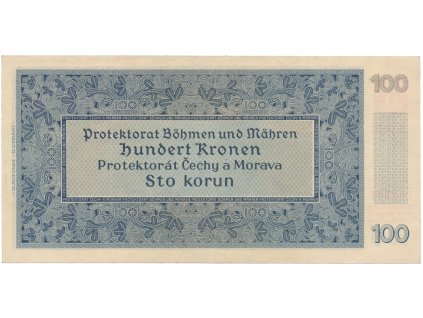 100
Protektorat Böhmen und Mähren
Hundert Kronen
Protektorát Čechy a Morava
Sto korun
100